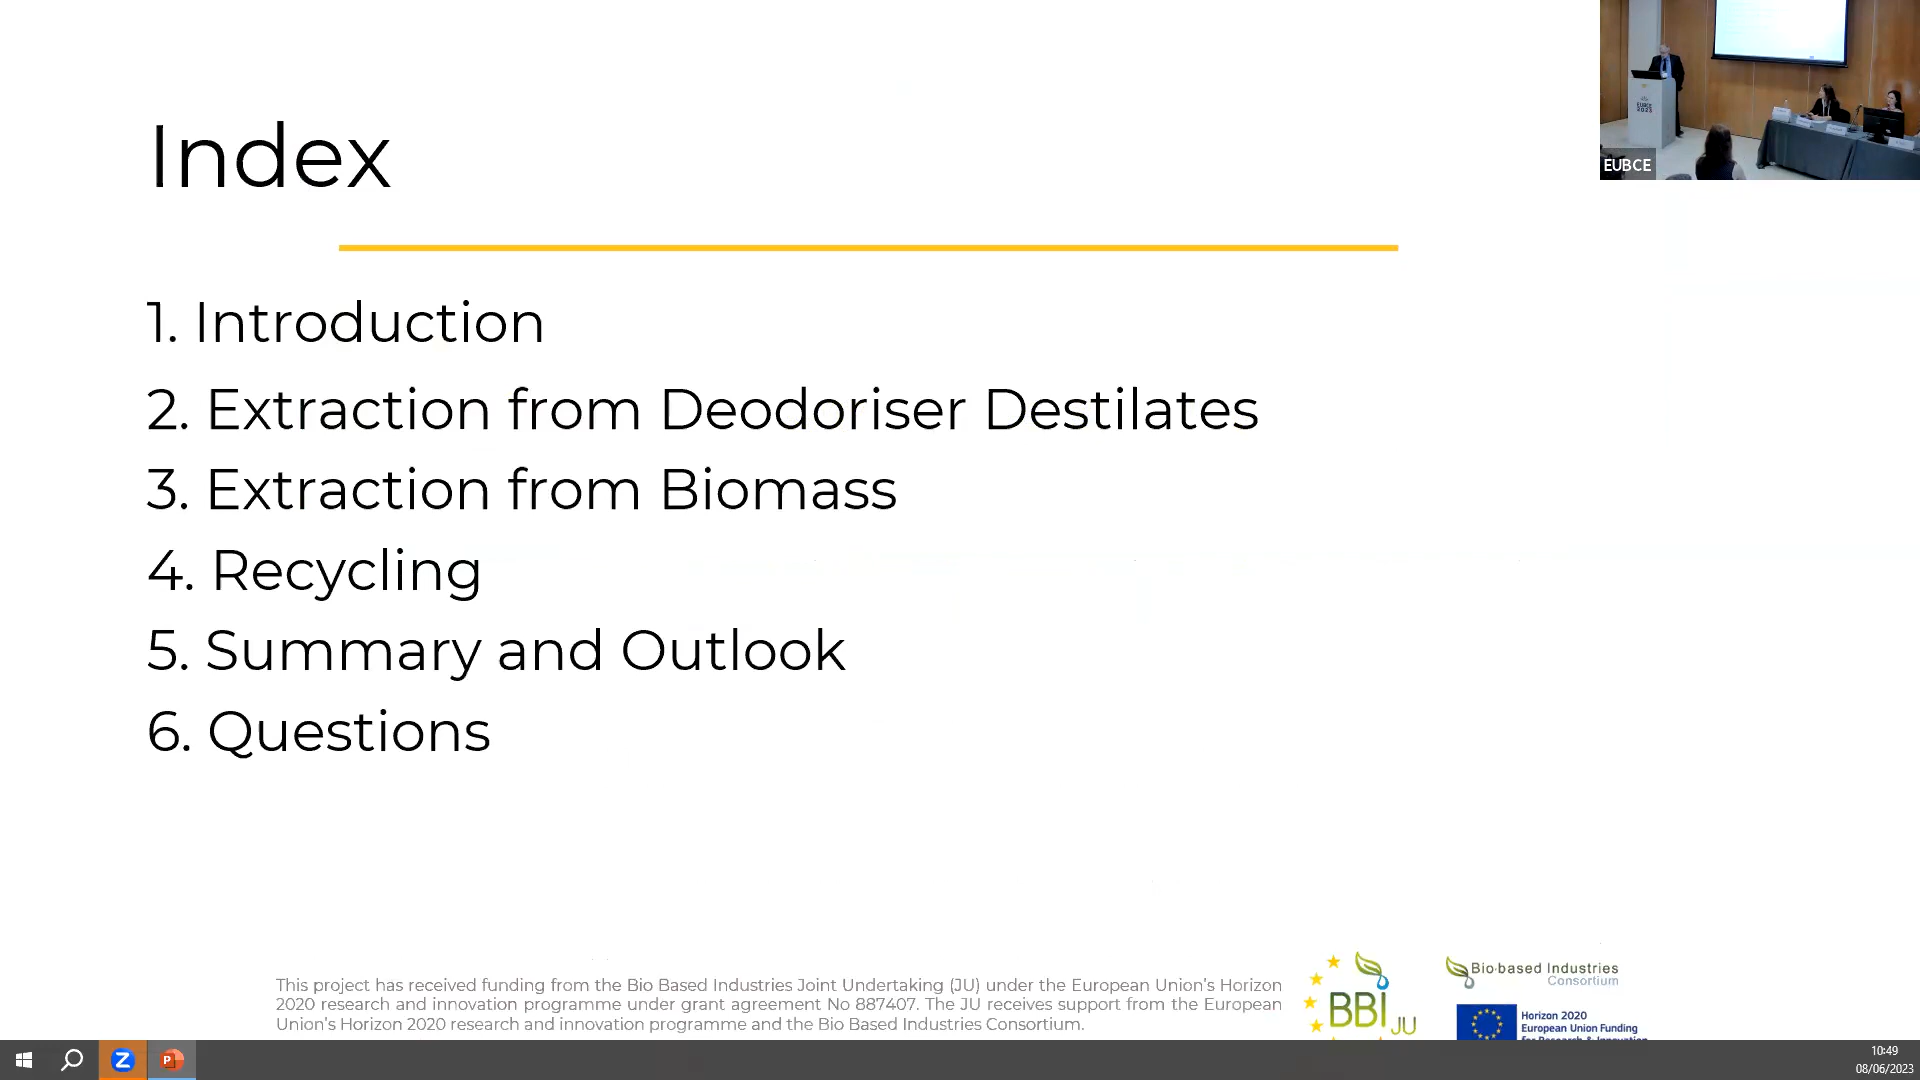 Index
1. Introduction
2. Extraction from Deodoriser Destilates
3. Extraction from Biomass
4. Recycling
5. Summary and Outlook
6. Questions
This project has received funding from the Bio Based Industries Joint Undertaking (JU) under the European Union's Horizon
2020 research and innovation programme under grant agreement No 887407. The JU receives support from the European
Union's Horizon 2020 research and innovation programme and the Bio Based Industries Consortium.
BBI JU
Bio-based Industries
Consortium
Horizon 2020
European Union Funding
for Research & Innovation
EUBCE
EUBCE
2023
10:49
08/06/2023